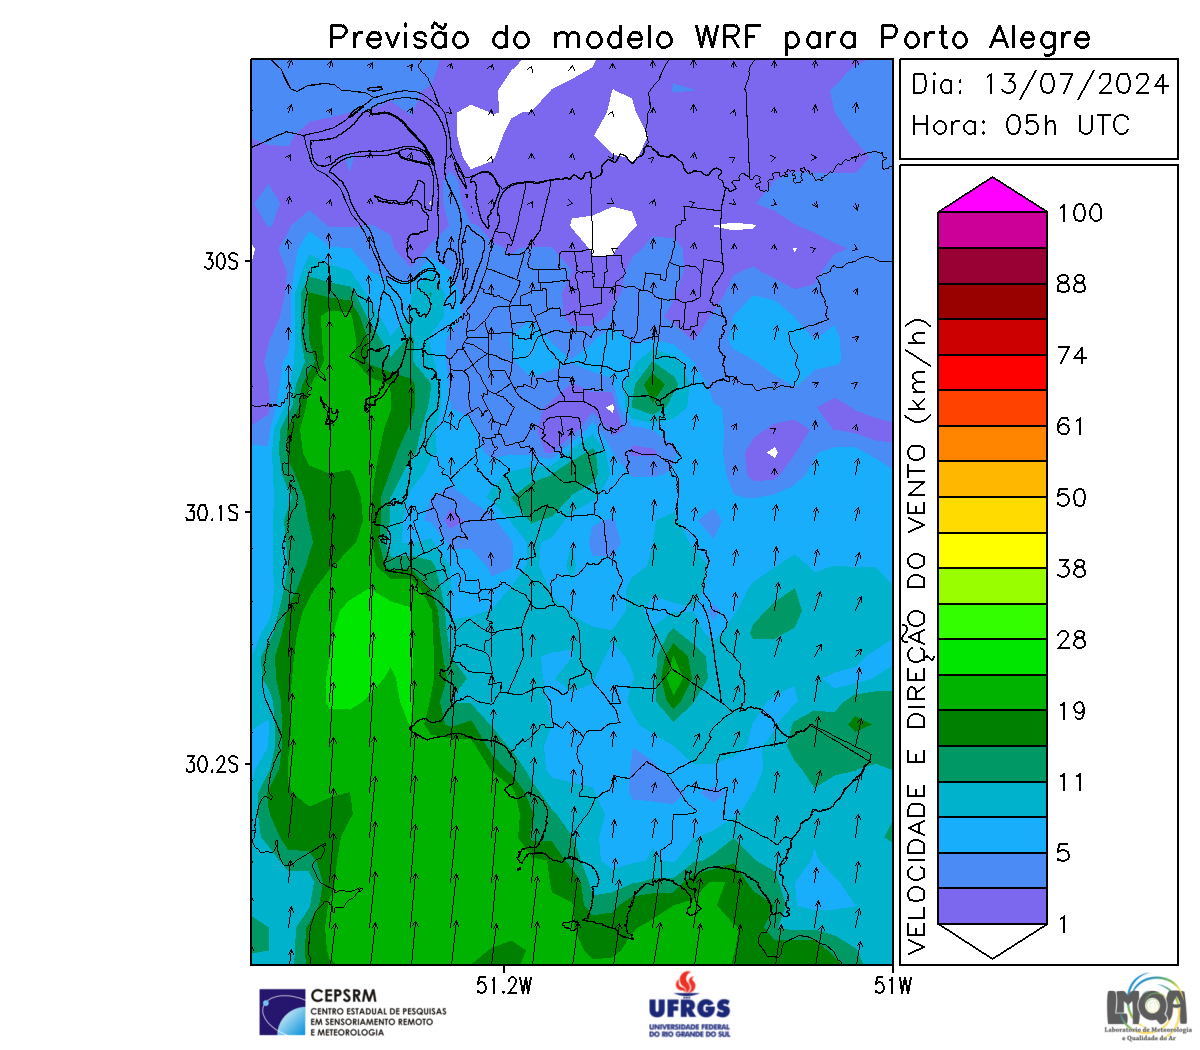 Previsão do modelo WRF para Porto Alegre
Dia: 13/07/2024
Hora: 05h UTC
30S
30.1S
30.2S
51.2W
51W
VELOCIDADE E DIREÇÃO DO VENTO (km/h)
100
88
74
61
50
38
28
19
11
5
1
CEPSRM
CENTRO ESTADUAL DE PESQUISAS
EM SENSORIAMENTO REMOTO
E METEOROLOGIA
UFRGS
UNIVERSIDADE FEDERAL
DO RIO GRANDE DO SUL
LMQA
Laboratório de Meteorologia
e Qualidade do Ar